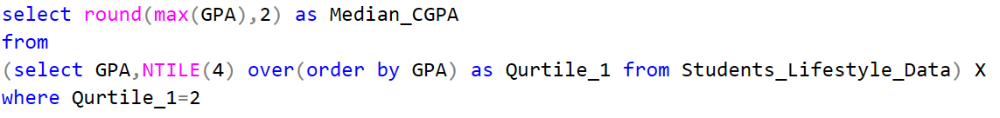 select round(max(GPA),2) as Median_CGPA
from
(select GPA,NTILE(4) over(order by GPA) as Qurtile_1 from Students_Lifestyle_Data) X
where Qurtile_1=2